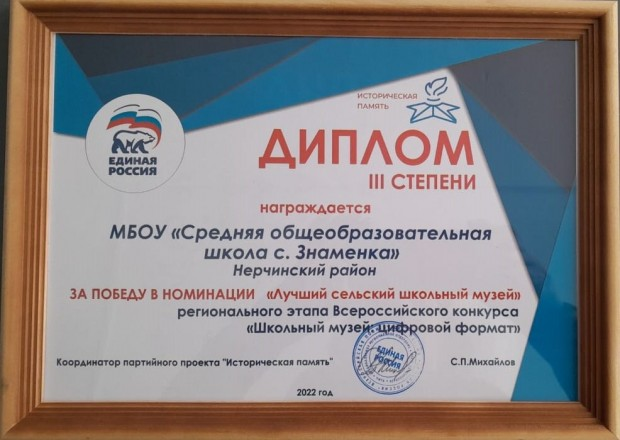 ИСТОРИЧЕСКАЯ
ПАМЯТЬ
ЕДИНАЯ
РОССИЯ
ДИПЛОМ
III СТЕПЕНИ
награждается
МБОУ «Средняя общеобразовательная
школа с. Знаменка»
Нерчинский район
ЗА ПОБЕДУ В НОМИНАЦИИ «Лучший сельский школьный музей»
регионального этапа Всероссийского конкурса
«Школьный музей: цифровой формат»
ЕДИНАЯ
РОССИЯ
Координатор партийного проекта "Историческая память" С.П.Михайлов
2022 год